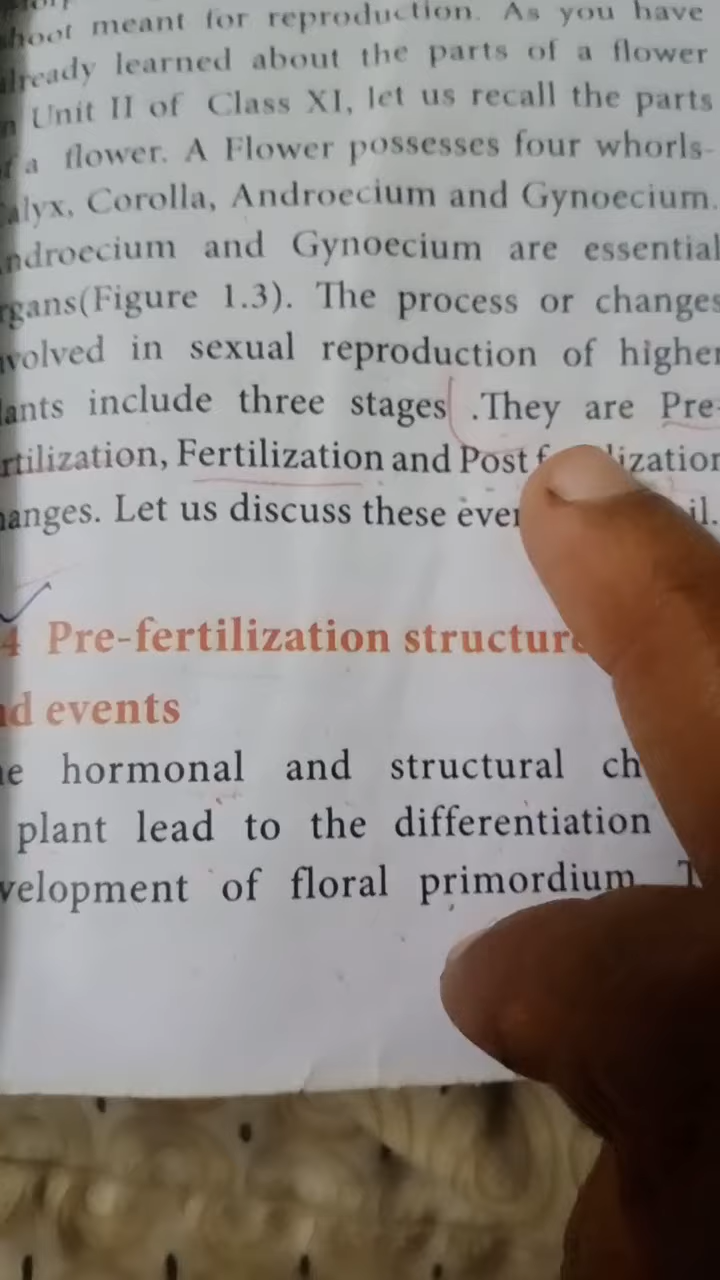 meant for reproduction. As you have
learned about the parts of a flower
Unit II of Class XI, let us recall the parts
a flower. A Flower possesses four whorls-
alyx, Corolla, Androecium and Gynoecium.
ndroecium and Gynoecium are essential
rgans(Figure 1.3). The process or changes
volved in sexual reproduction of higher
lants include three stages .They are Pre-
rtilization, Fertilization and Post
anges. Let us discuss these
4 Pre-fertilization structur
nd events
hormonal and structural ch
plant lead to the differentiation
velopment of floral primordium